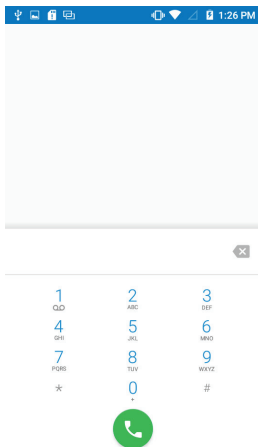 1:26 PM
1 2 3
ABC DEF
4 5 6
GHI JKL MNO
7 8 9
PQRS TUV WXYZ
* 0 #
+